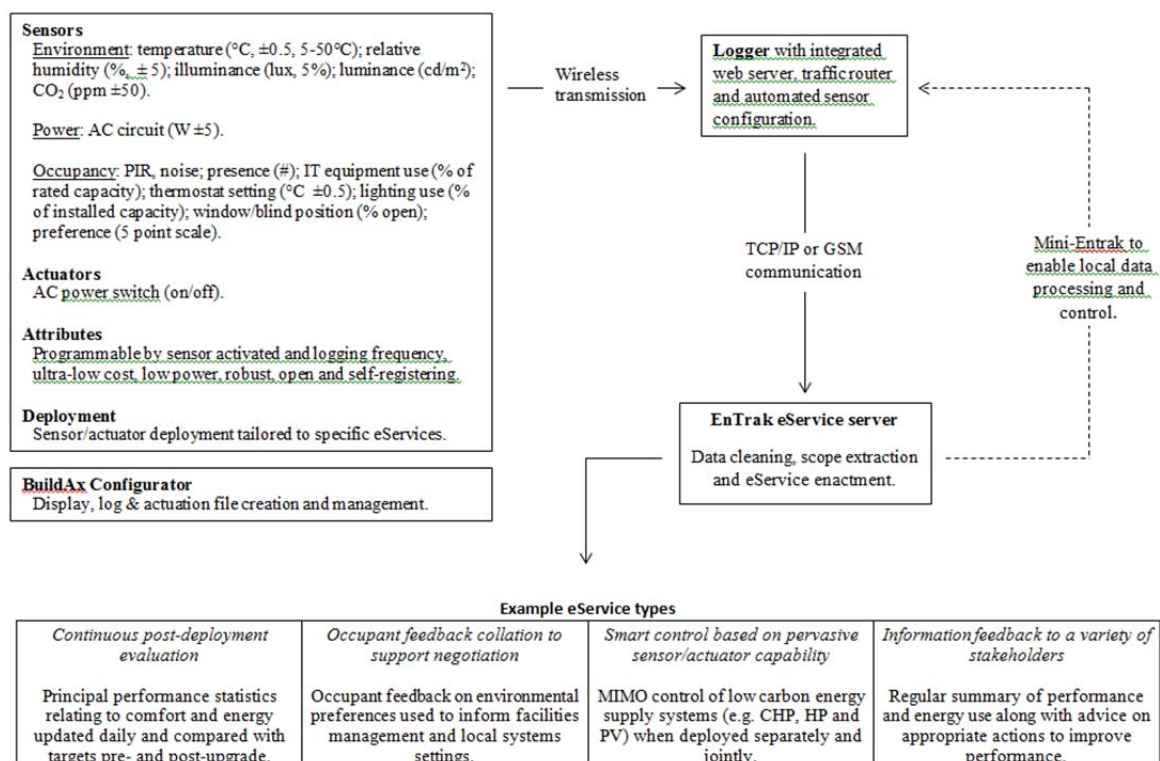 Sensors
Environment: temperature (°C, ±0.5, 5-50°C); relative
humidity (%, ± 5); illuminance (lux, 5%); luminance (cd/m²);
CO₂ (ppm ±50).
Power: AC circuit (W ±5).
Occupancy: PIR, noise; presence (#); IT equipment use (% of
rated capacity); thermostat setting (°C ±0.5); lighting use (%
of installed capacity); window/blind position (% open);
preference (5 point scale).
Actuators
AC power switch (on/off).
Attributes
Programmable by sensor activated and logging frequency,
ultra-low cost, low power, robust, open and self-registering.
Deployment
Sensor/actuator deployment tailored to specific eServices.
BuildAx Configurator
Display, log & actuation file creation and management.
Wireless
transmission
Logger with integrated
web server, traffic router
and automated sensor
configuration.
TCP/IP or GSM
communication
Mini-Entrak to
enable local data
processing and
control.
EnTrak eService server
Data cleaning, scope extraction
and eService enactment.
Example eService types
Continuous post-deployment
evaluation
Principal performance statistics
relating to comfort and energy
updated daily and compared with
targets pre- and post-upgrade.
Occupant feedback collation to
support negotiation
Occupant feedback on environmental
preferences used to inform facilities
management and local systems
settings.
Smart control based on pervasive
sensor/actuator capability
MIMO control of low carbon energy
supply systems (e.g. CHP, HP and
PV) when deployed separately and
jointly.
Information feedback to a variety of
stakeholders
Regular summary of performance
and energy use along with advice on
appropriate actions to improve
performance.